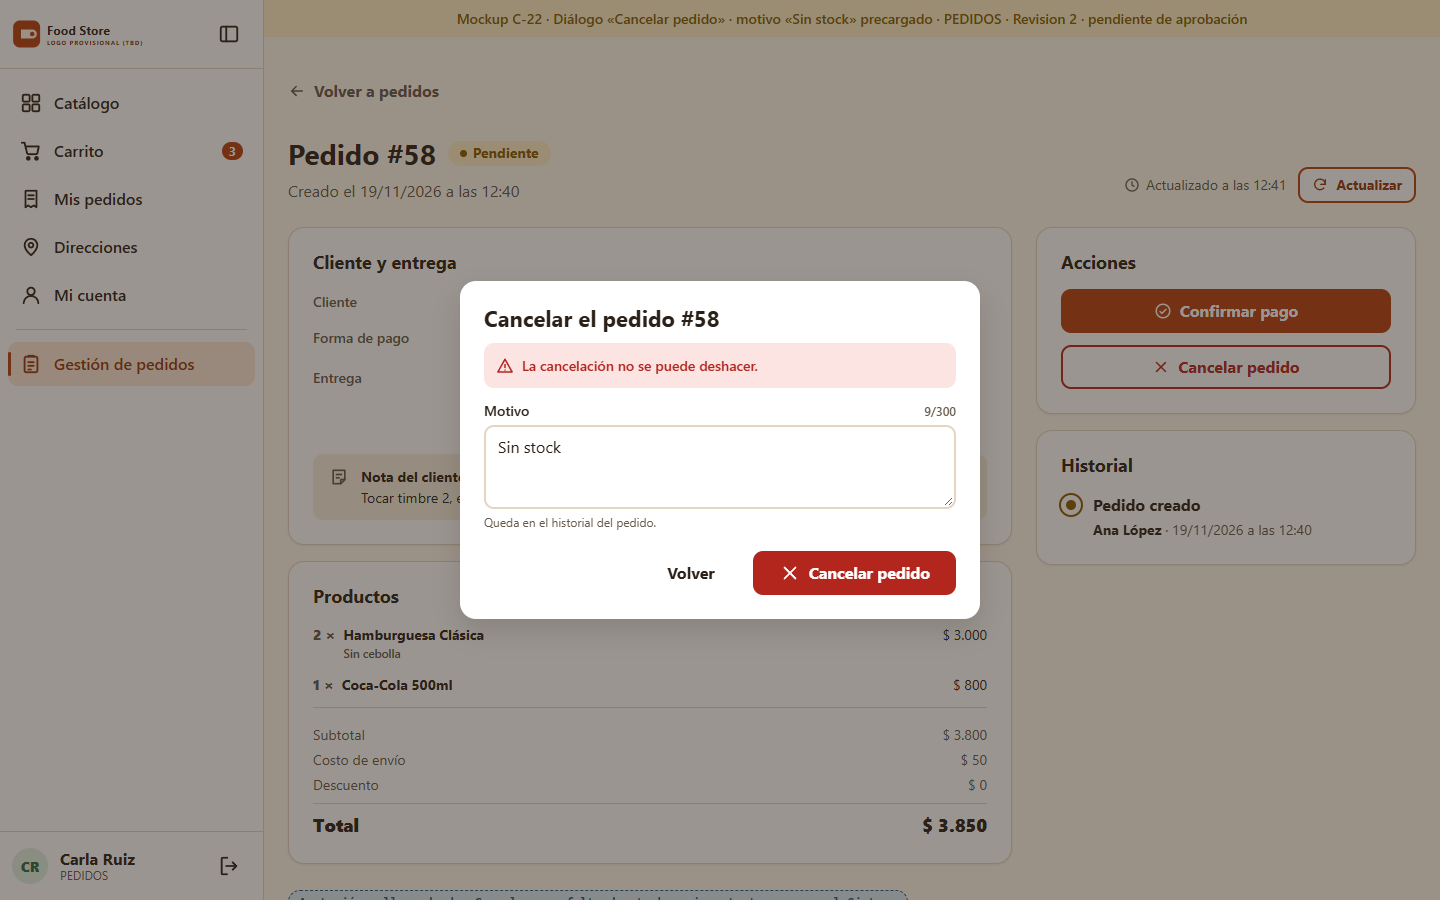 Food Store
LOGO PROVISIONAL (TBD)
Catálogo
Carrito
3
Mis pedidos
Direcciones
Mi cuenta
Gestión de pedidos
CR
Carla Ruiz
PEDIDOS
Mockup C-22 · Diálogo «Cancelar pedido» · motivo «Sin stock» precargado · PEDIDOS · Revision 2 · pendiente de aprobación
Volver a pedidos
Pedido #58
Pendiente
Creado el 19/11/2026 a las 12:40
Actualizado a las 12:41
Actualizar
Cliente y entrega
Cliente
Forma de pago
Entrega
Nota del cliente
Tocar timbre 2,
Productos
2 × Hamburguesa Clásica $ 3.000
Sin cebolla
1 × Coca-Cola 500ml $ 800
Subtotal $ 3.800
Costo de envío $ 50
Descuento $ 0
Total $ 3.850
Acciones
Confirmar pago
Cancelar pedido
Historial
Pedido creado
Ana López · 19/11/2026 a las 12:40
Cancelar el pedido #58
La cancelación no se puede deshacer.
Motivo 9/300
Sin stock
Queda en el historial del pedido.
Volver
Cancelar pedido